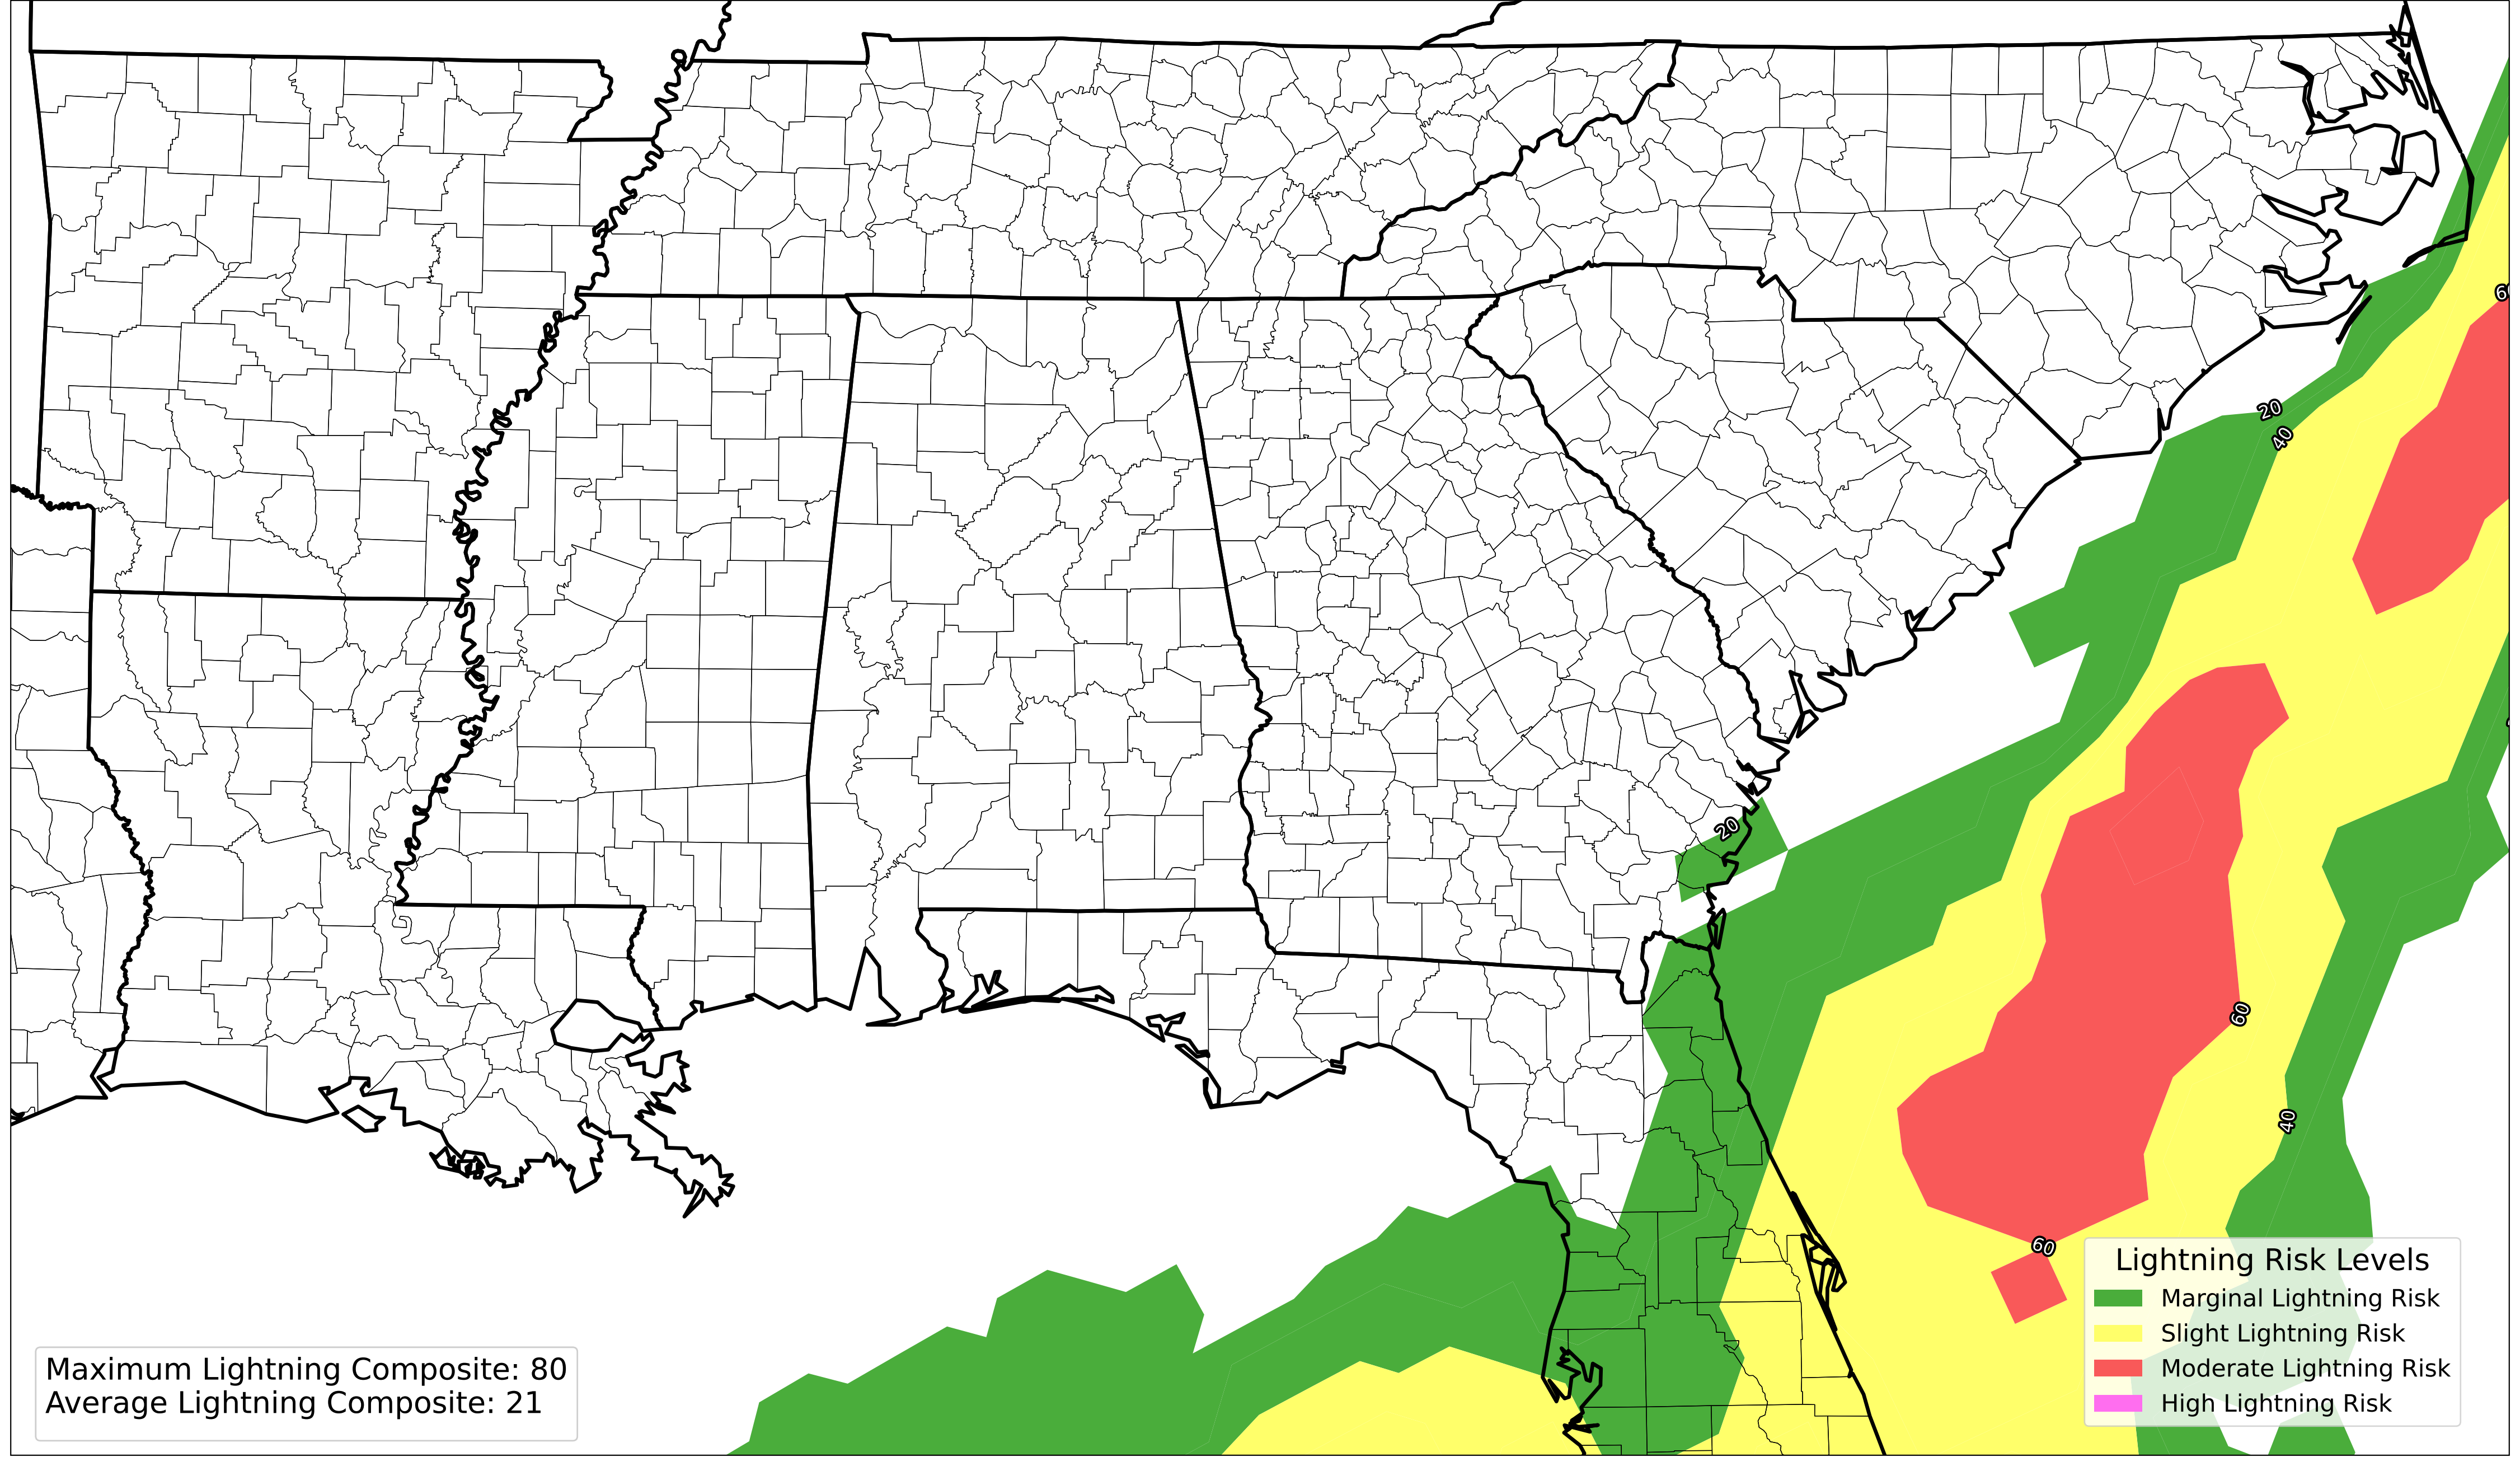 20
40
20
60
40
60
Lightning Risk Levels
Marginal Lightning Risk
Slight Lightning Risk
Moderate Lightning Risk
High Lightning Risk
Maximum Lightning Composite: 80
Average Lightning Composite: 21